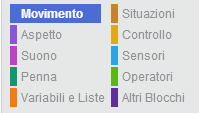 Movimento
Situazioni
Aspetto
Controllo
Suono
Sensori
Penna
Operatori
Variabili e Liste
Altri Blocchi